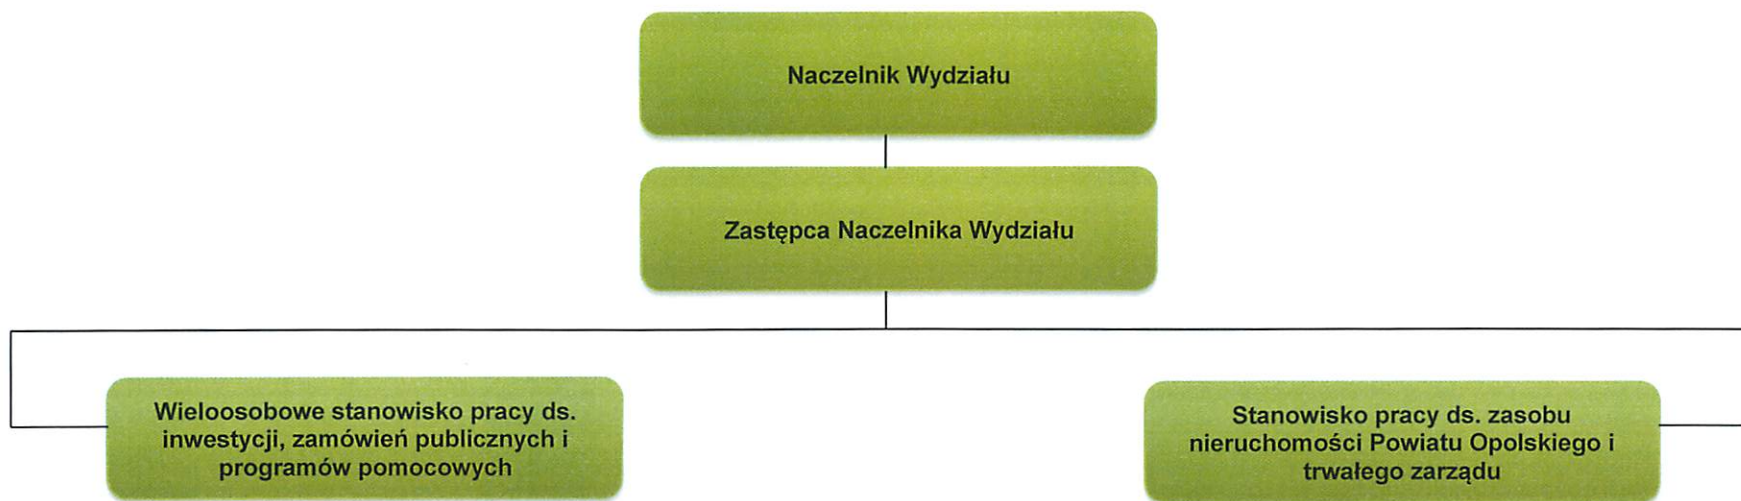 Naczelnik Wydziału
Zastępca Naczelnika Wydziału
Wieloosobowe stanowisko pracy ds.
inwestycji, zamówień publicznych i
programów pomocowych
Stanowisko pracy ds. zasobu
nieruchomości Powiatu Opolskiego i
trwałego zarządu